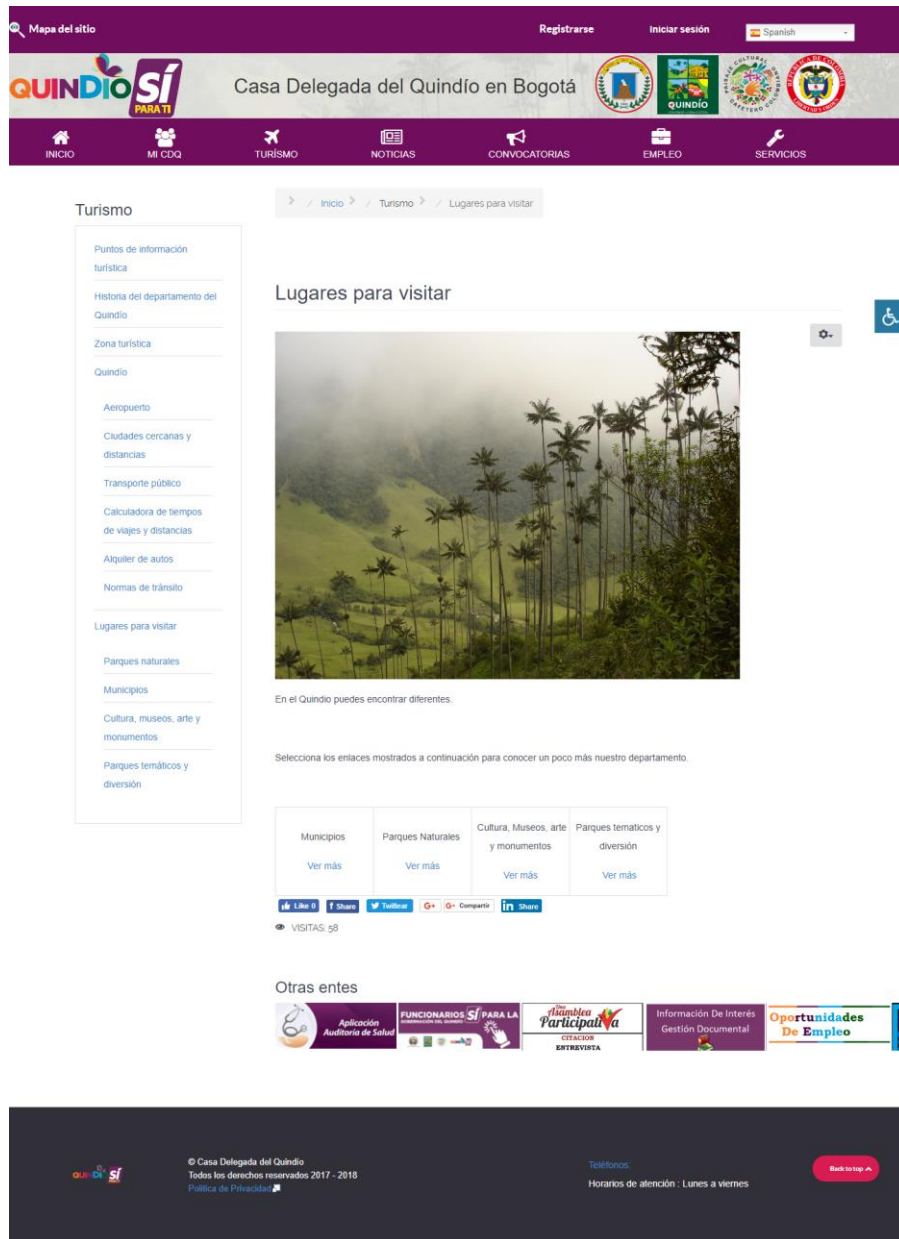 Mapa del sitio
Registrarse
Iniciar sesión
Spanish
QUINDÍO SÍ
PARA TI
Casa Delegada del Quindío en Bogotá
QUINDÍO
INICIO
MI CDQ
TURÍSMO
NOTICIAS
CONVOCATORIAS
EMPLEO
SERVICIOS
Turismo
Puntos de información
turística
Historia del departamento del
Quindío
Zona turística
Quindío
Aeropuerto
Ciudades cercanas y
distancias
Transporte público
Calculadora de tiempos
de viajes y distancias
Alquiler de autos
Normas de tránsito
Lugares para visitar
Parques naturales
Municipios
Cultura, museos, arte y
monumentos
Parques temáticos y
diversión
/ Inicio / Turismo / Lugares para visitar
Lugares para visitar
En el Quindio puedes encontrar diferentes.
Selecciona los enlaces mostrados a continuación para conocer un poco más nuestro departamento.
Municipios
Ver más
Parques Naturales
Ver más
Cultura, Museos, arte
y monumentos
Ver más
Parques tematicos y
diversión
Ver más
Like 0
Share
Twittear
G+
G+ Compartir
in Share
VISITAS: 58
Otras entes
Aplicación
Auditoria de Salud
FUNCIONARIOS SÍ PARA LA
Una
Asamblea
Participativa
CITACION
ENTREVISTA
Información De Interés
Gestión Documental
Oportunidades
De Empleo
QUINDÍO SÍ
© Casa Delegada del Quindío
Todos los derechos reservados 2017 - 2018
Política de Privacidad
Teléfonos:
Horarios de atención : Lunes a viernes
Back to top